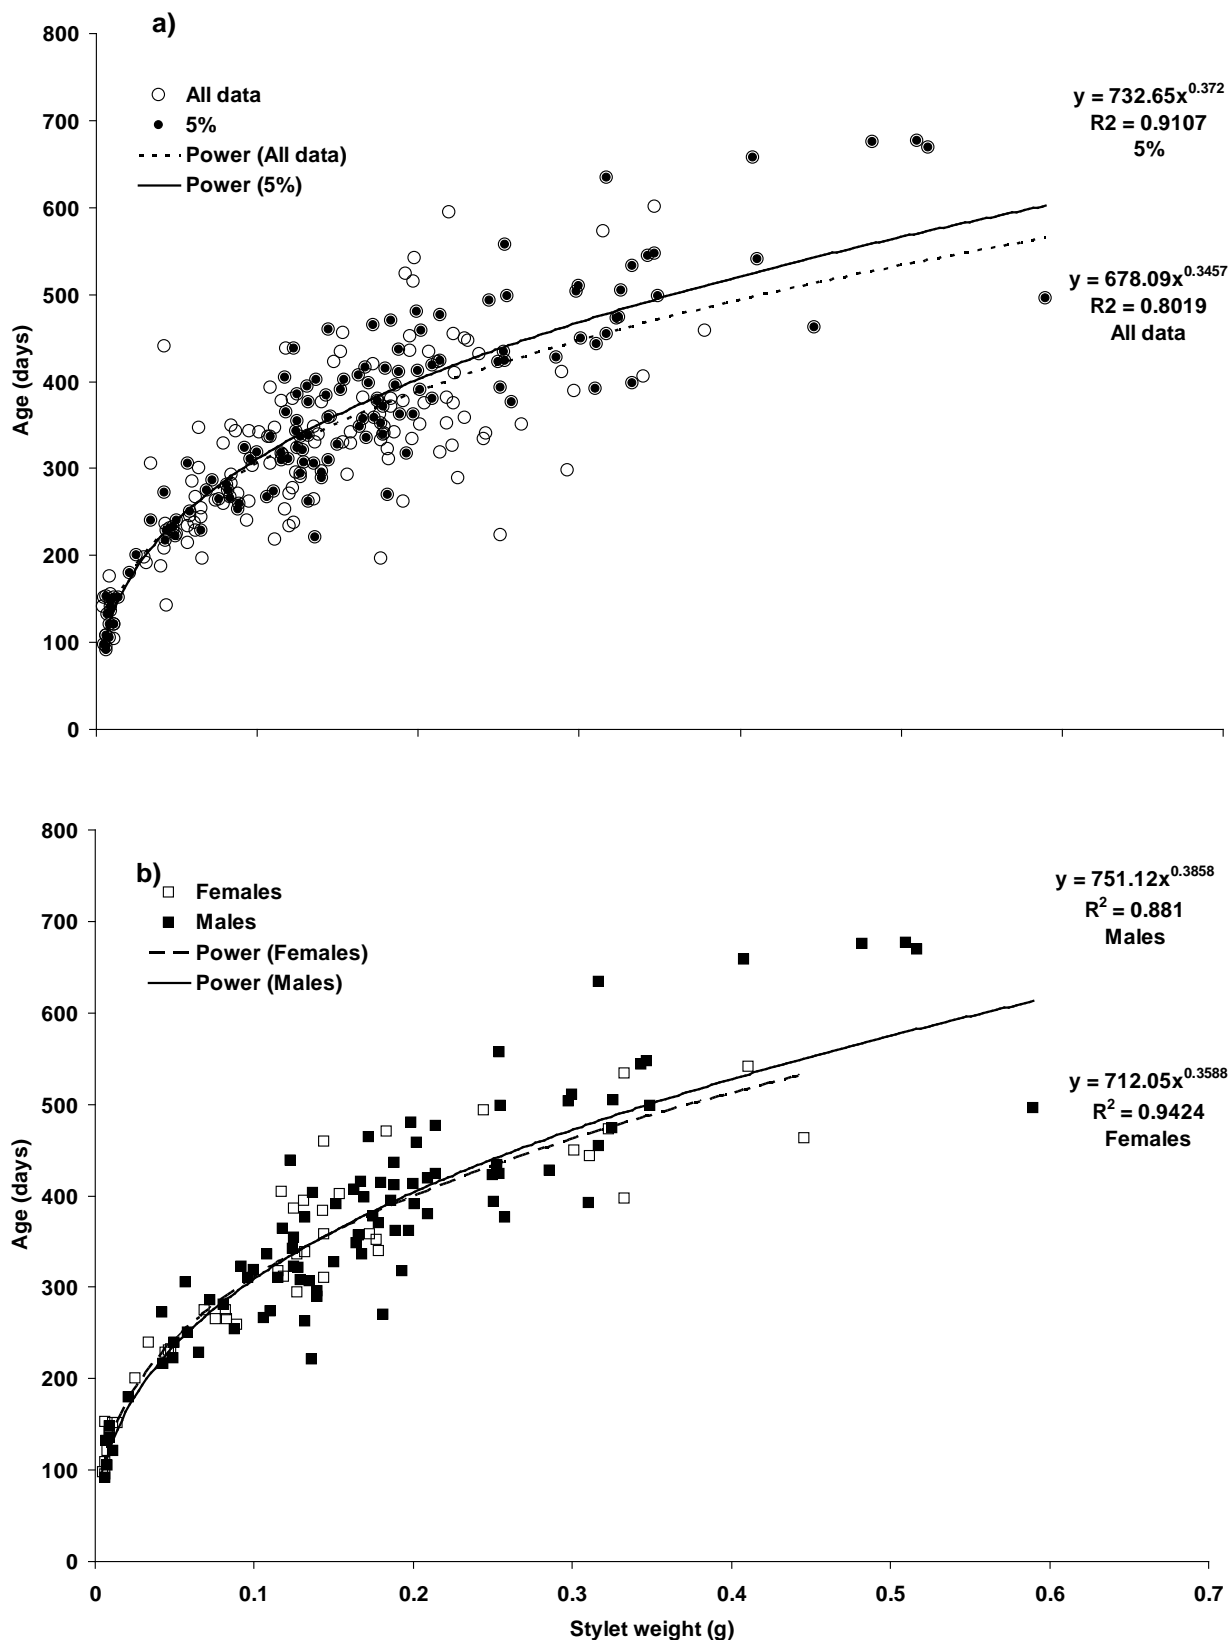 a)
800
700
600
500
400
300
200
100
0
Age (days)
All data
5%
Power (All data)
Power (5%)
y = 732.65x^0.372
R2 = 0.9107
5%
y = 678.09x^0.3457
R2 = 0.8019
All data
b)
800
700
600
500
400
300
200
100
0
Age (days)
Females
Males
Power (Females)
Power (Males)
y = 751.12x^0.3858
R^2 = 0.881
Males
y = 712.05x^0.3588
R^2 = 0.9424
Females
0 0.1 0.2 0.3 0.4 0.5 0.6 0.7
Stylet weight (g)